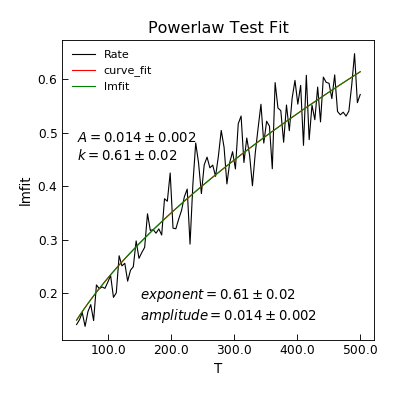 Powerlaw Test Fit
Rate
curve_fit
lmfit
A = 0.014 ± 0.002
k = 0.61 ± 0.02
exponent = 0.61 ± 0.02
amplitude = 0.014 ± 0.002
lmfit
0.6
0.5
0.4
0.3
0.2
100.0 200.0 300.0 400.0 500.0
T